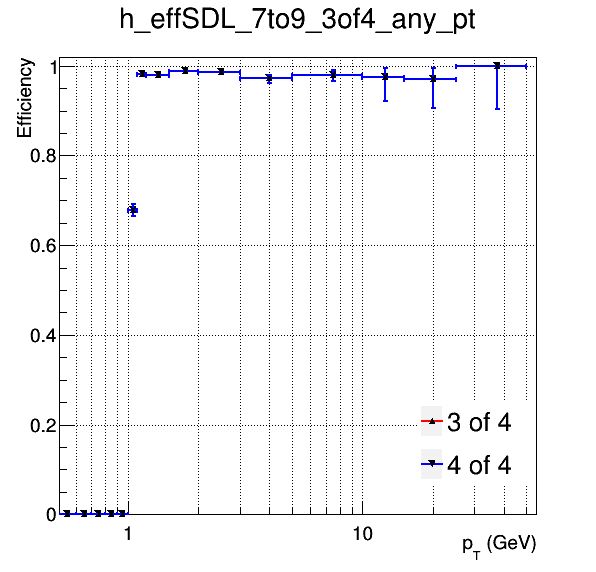 h_effSDL_7to9_3of4_any_pt
Efficiency
1
0.8
0.6
0.4
0.2
0
3 of 4
4 of 4
1
10
p_T (GeV)